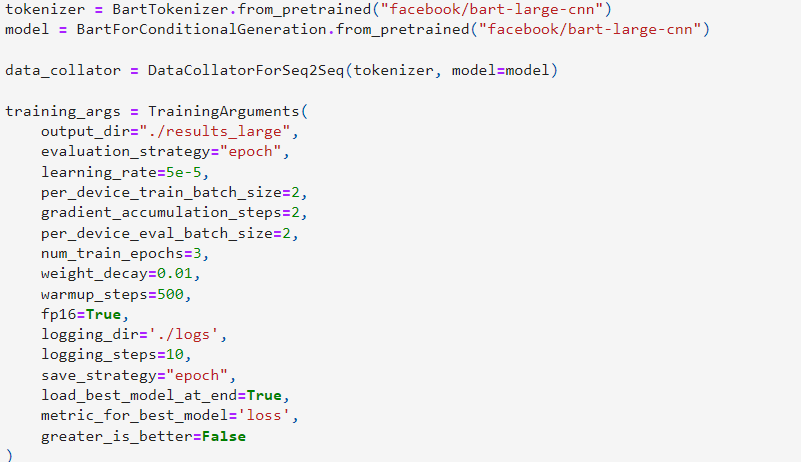 tokenizer = BartTokenizer.from_pretrained("facebook/bart-large-cnn")
model = BartForConditionalGeneration.from_pretrained("facebook/bart-large-cnn")

data_collator = DataCollatorForSeq2Seq(tokenizer, model=model)

training_args = TrainingArguments(
    output_dir="./results_large",
    evaluation_strategy="epoch",
    learning_rate=5e-5,
    per_device_train_batch_size=2,
    gradient_accumulation_steps=2,
    per_device_eval_batch_size=2,
    num_train_epochs=3,
    weight_decay=0.01,
    warmup_steps=500,
    fp16=True,
    logging_dir='./logs',
    logging_steps=10,
    save_strategy="epoch",
    load_best_model_at_end=True,
    metric_for_best_model='loss',
    greater_is_better=False
)